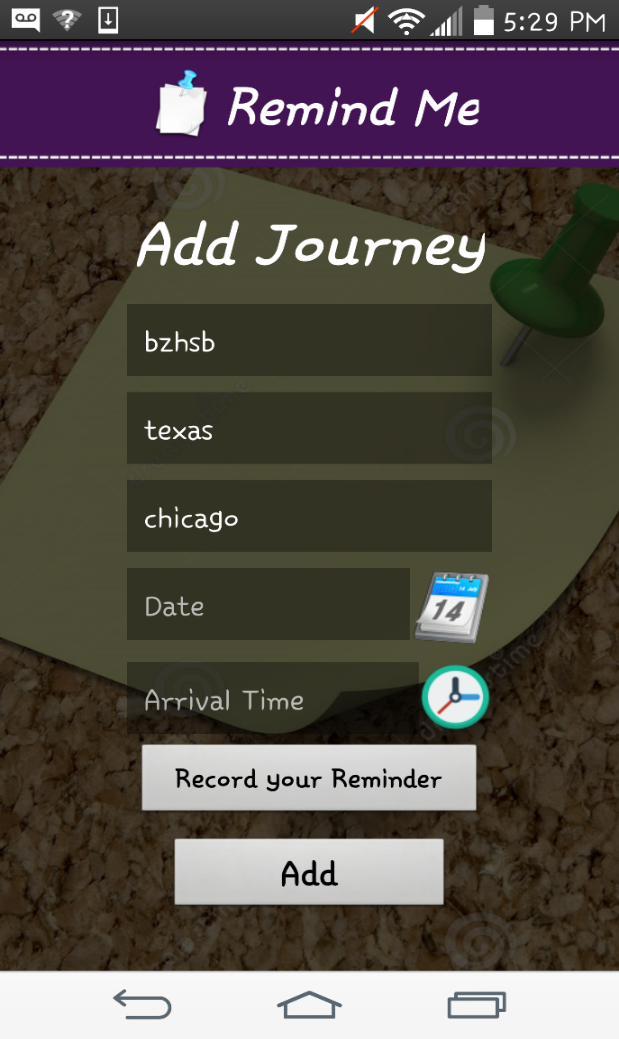 5:29 PM
Remind Me
Add Journey
bzhsb
texas
chicago
Date
14
Arrival Time
Record your Reminder
Add